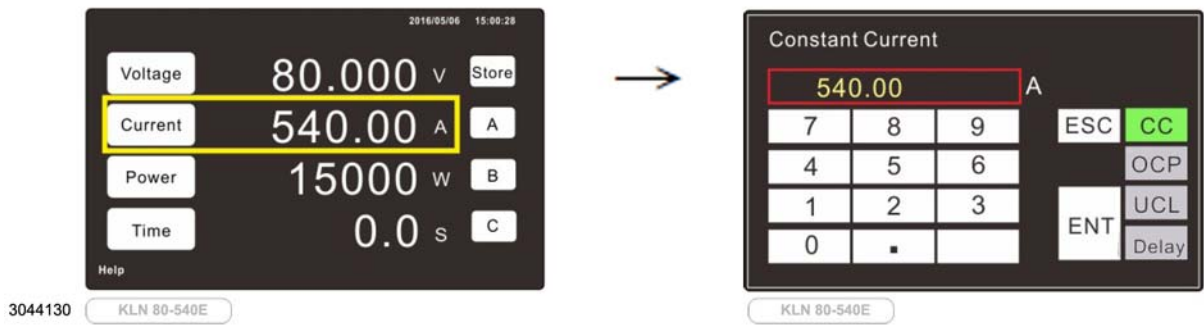 2016/05/06 15:00:28
Voltage 80.000 V Store
Current 540.00 A A
Power 15000 W B
Time 0.0 S C
Help
3044130 KLN 80-540E
Constant Current
540.00 A
7 8 9 ESC CC
4 5 6 OCP
1 2 3 ENT UCL
0 . Delay
KLN 80-540E